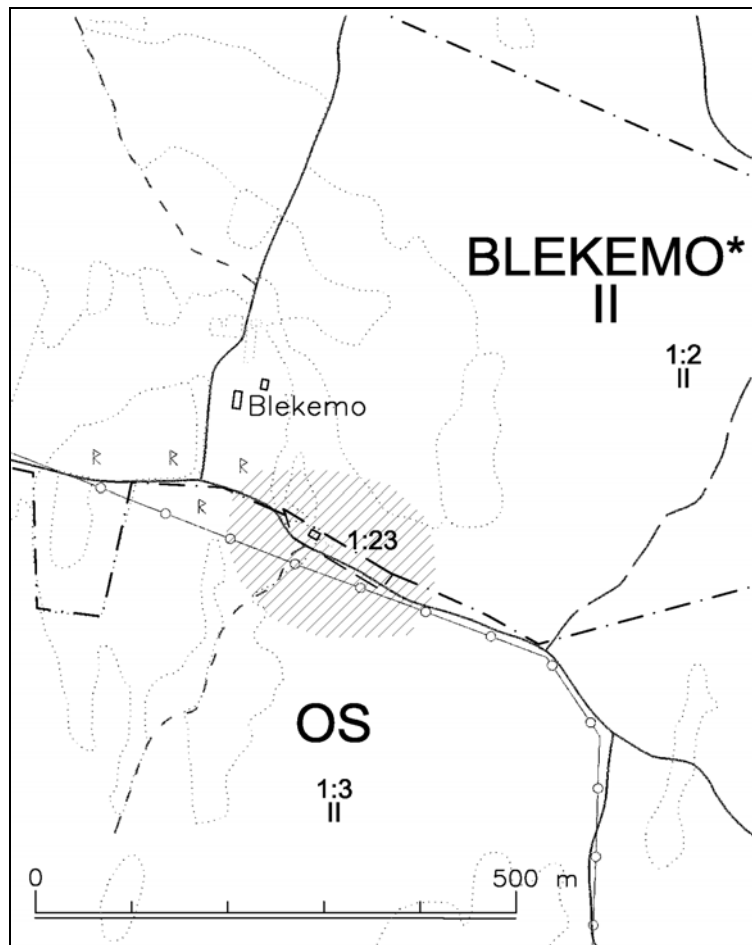 BLEKEMO*
II
1:2
II
Blekemo
R R R
R
1:23
OS
1:3
II
0 500 m